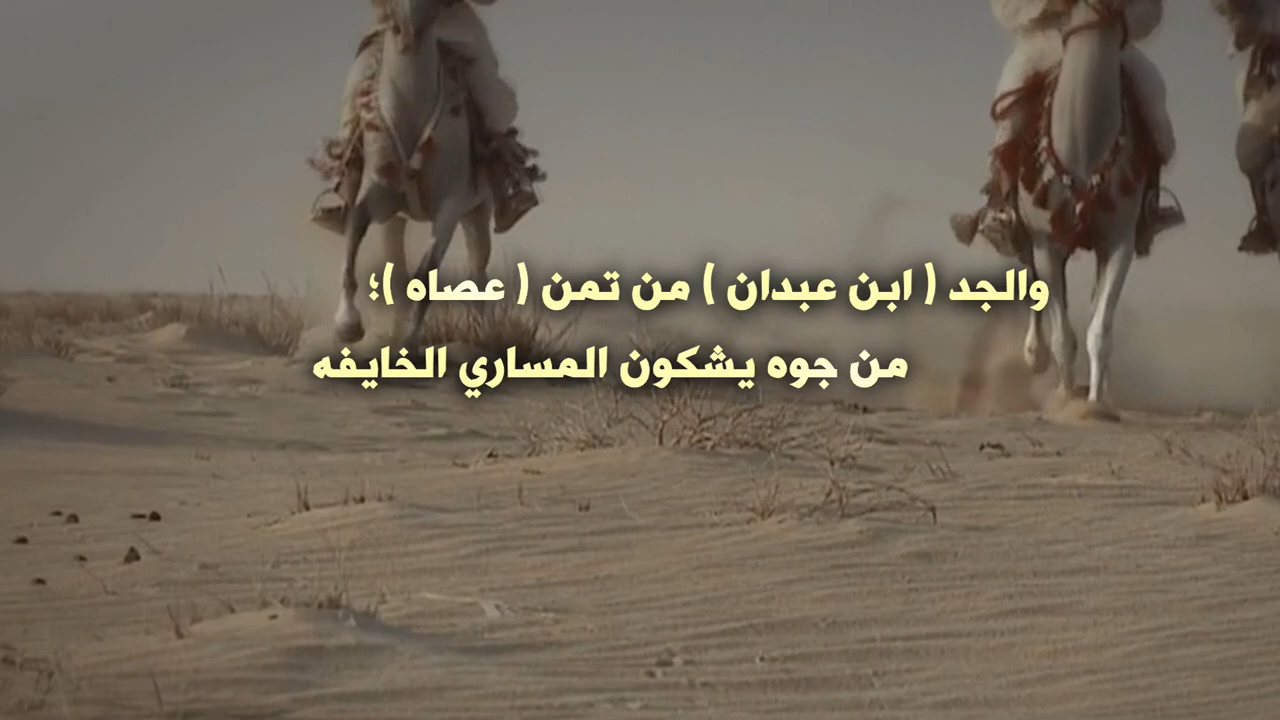 والجد ( ابن عبدان ) من تمن ( عصاه )؛
من جوه يشكون المساري الخايفه